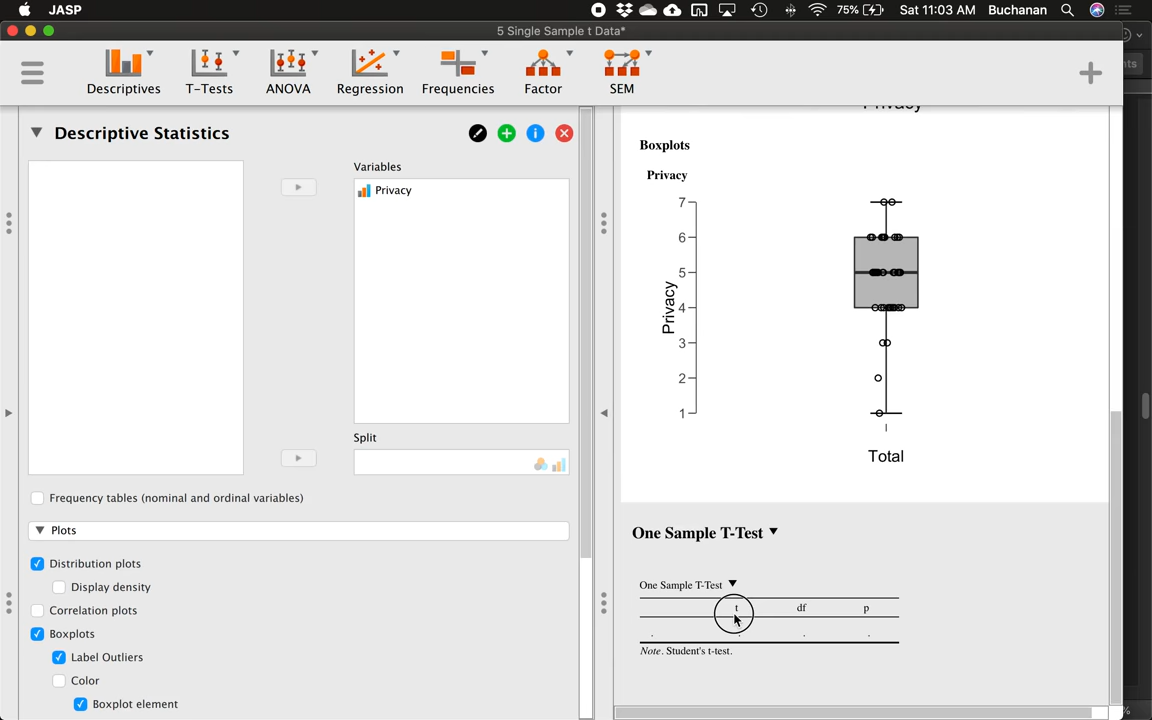 JASP
75%
Sat 11:03 AM
Buchanan
5 Single Sample t Data*
Descriptives
T-Tests
ANOVA
Regression
Frequencies
Factor
SEM
nts
Descriptive Statistics
Variables
Privacy
Split
Frequency tables (nominal and ordinal variables)
Plots
Distribution plots
Display density
Correlation plots
Boxplots
Label Outliers
Color
Boxplot element
Privacy
Boxplots
Privacy
7
6
5
4
3
2
1
Privacy
Total
One Sample T-Test
One Sample T-Test
t df p
. . . .
Note. Student's t-test.
%